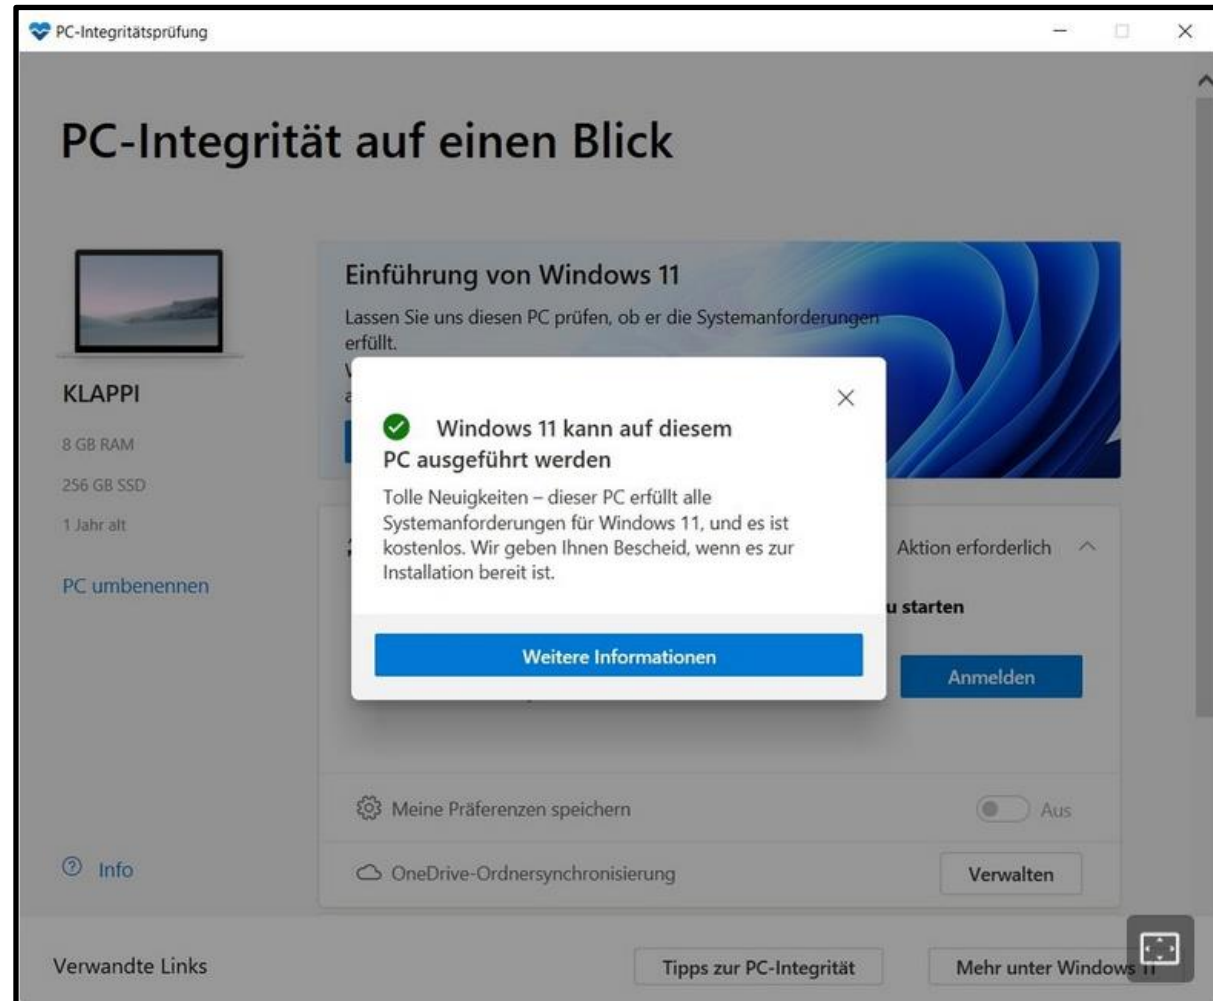 PC-Integritätsprüfung
PC-Integrität auf einen Blick
KLAPPI
8 GB RAM
256 GB SSD
1 Jahr alt
PC umbenennen
Info
Einführung von Windows 11
Lassen Sie uns diesen PC prüfen, ob er die Systemanforderungen
erfüllt.
Windows 11 kann auf diesem
PC ausgeführt werden
Tolle Neuigkeiten – dieser PC erfüllt alle
Systemanforderungen für Windows 11, und es ist
kostenlos. Wir geben Ihnen Bescheid, wenn es zur
Installation bereit ist.
Weitere Informationen
Aktion erforderlich
starten
Anmelden
Meine Präferenzen speichern
Aus
OneDrive-Ordnersynchronisierung
Verwalten
Verwandte Links
Tipps zur PC-Integrität
Mehr unter Windows 11